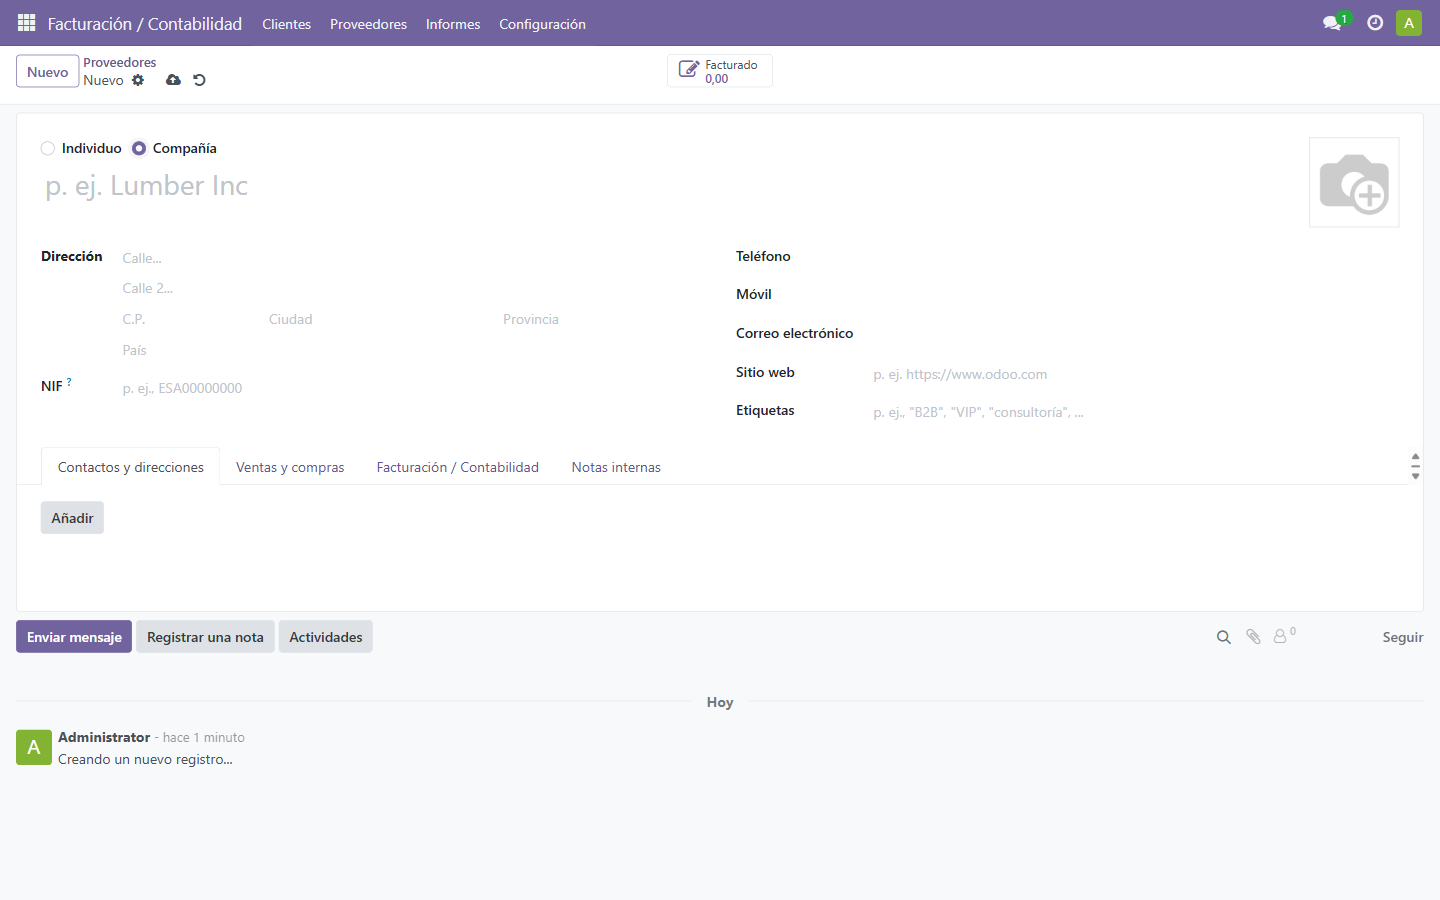 Facturación / Contabilidad Clientes Proveedores Informes Configuración 1 A
Nuevo Proveedores
Nuevo
Facturado
0,00
Individuo Compañía
p. ej. Lumber Inc
Dirección Calle...
Calle 2...
C.P. Ciudad Provincia
País
NIF ? p. ej., ESA00000000
Teléfono
Móvil
Correo electrónico
Sitio web p. ej. https://www.odoo.com
Etiquetas p. ej., "B2B", "VIP", "consultoría", ...
Contactos y direcciones Ventas y compras Facturación / Contabilidad Notas internas
Añadir
Enviar mensaje Registrar una nota Actividades 0 Seguir
Hoy
A Administrator - hace 1 minuto
Creando un nuevo registro...